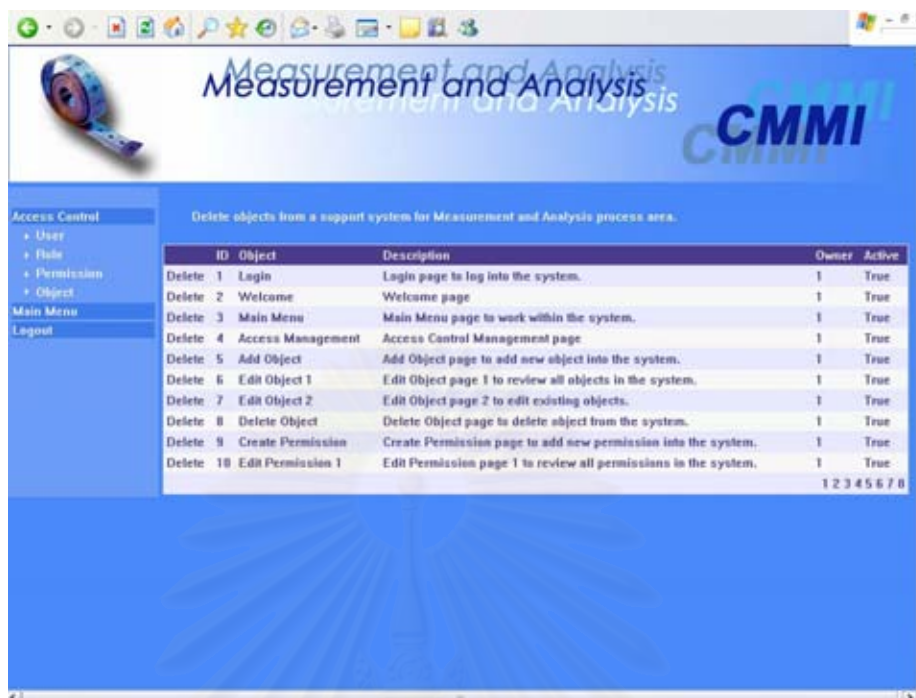 Measurement and Analysis
CMMI
Access Control
User
Role
Permission
Object
Main Menu
Logout
Delete objects from a support system for Measurement and Analysis process area.
ID Object Description Owner Active
Delete 1 Login Login page to log into the system. 1 True
Delete 2 Welcome Welcome page 1 True
Delete 3 Main Menu Main Menu page to work within the system. 1 True
Delete 4 Access Management Access Control Management page 1 True
Delete 5 Add Object Add Object page to add new object into the system. 1 True
Delete 6 Edit Object 1 Edit Object page 1 to review all objects in the system. 1 True
Delete 7 Edit Object 2 Edit Object page 2 to edit existing objects. 1 True
Delete 8 Delete Object Delete Object page to delete object from the system. 1 True
Delete 9 Create Permission Create Permission page to add new permission into the system. 1 True
Delete 10 Edit Permission 1 Edit Permission page 1 to review all permissions in the system. 1 True
1 2 3 4 5 6 7 8